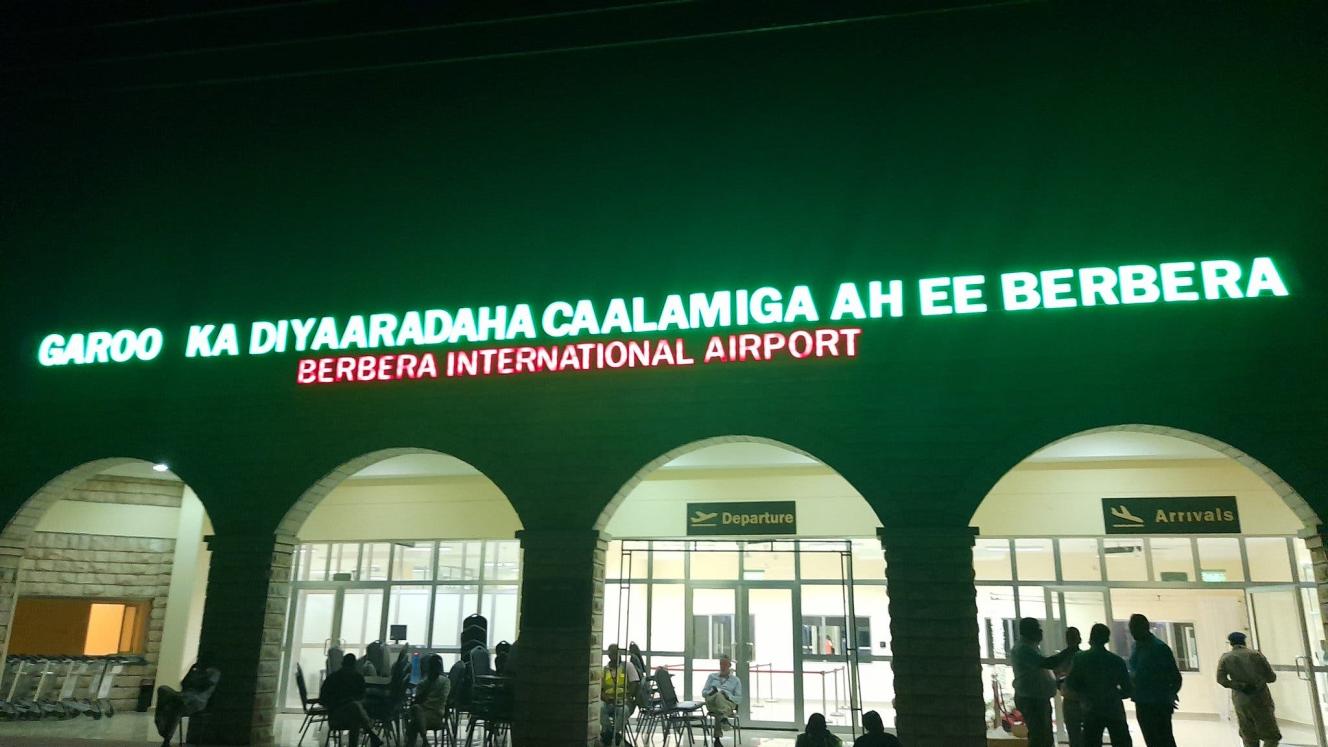 GAROO KA DIYAARADAHA CAALAMIGA AH EE BERBERA
BERBERA INTERNATIONAL AIRPORT
Departure
Arrivals